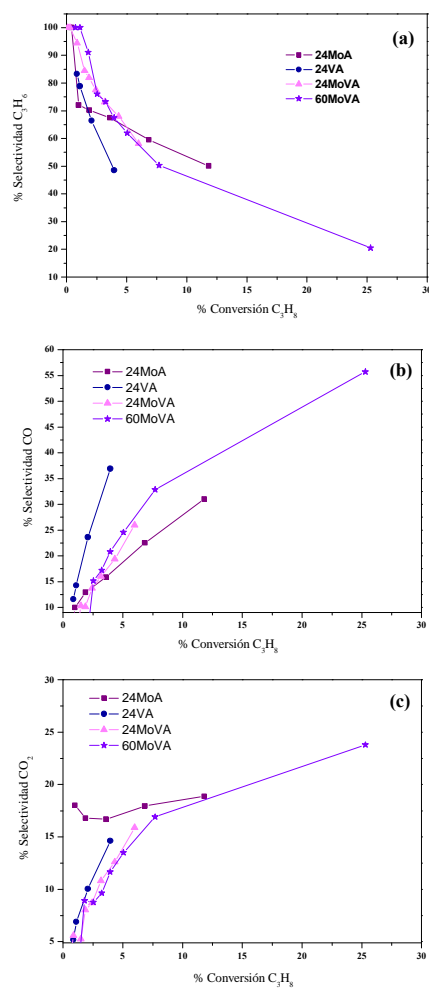 (a)
100
90
80
70
60
50
40
30
20
10
% Selectividad C₃H₆
24MoA
24VA
24MoVA
60MoVA
0 5 10 15 20 25 30
% Conversión C₃H₈
(b)
60
55
50
45
40
35
30
25
20
15
10
% Selectividad CO
24MoA
24VA
24MoVA
60MoVA
0 5 10 15 20 25 30
% Conversión C₃H₈
(c)
30
25
20
15
10
5
% Selectividad CO₂
24MoA
24VA
24MoVA
60MoVA
0 5 10 15 20 25 30
% Conversión C₃H₈